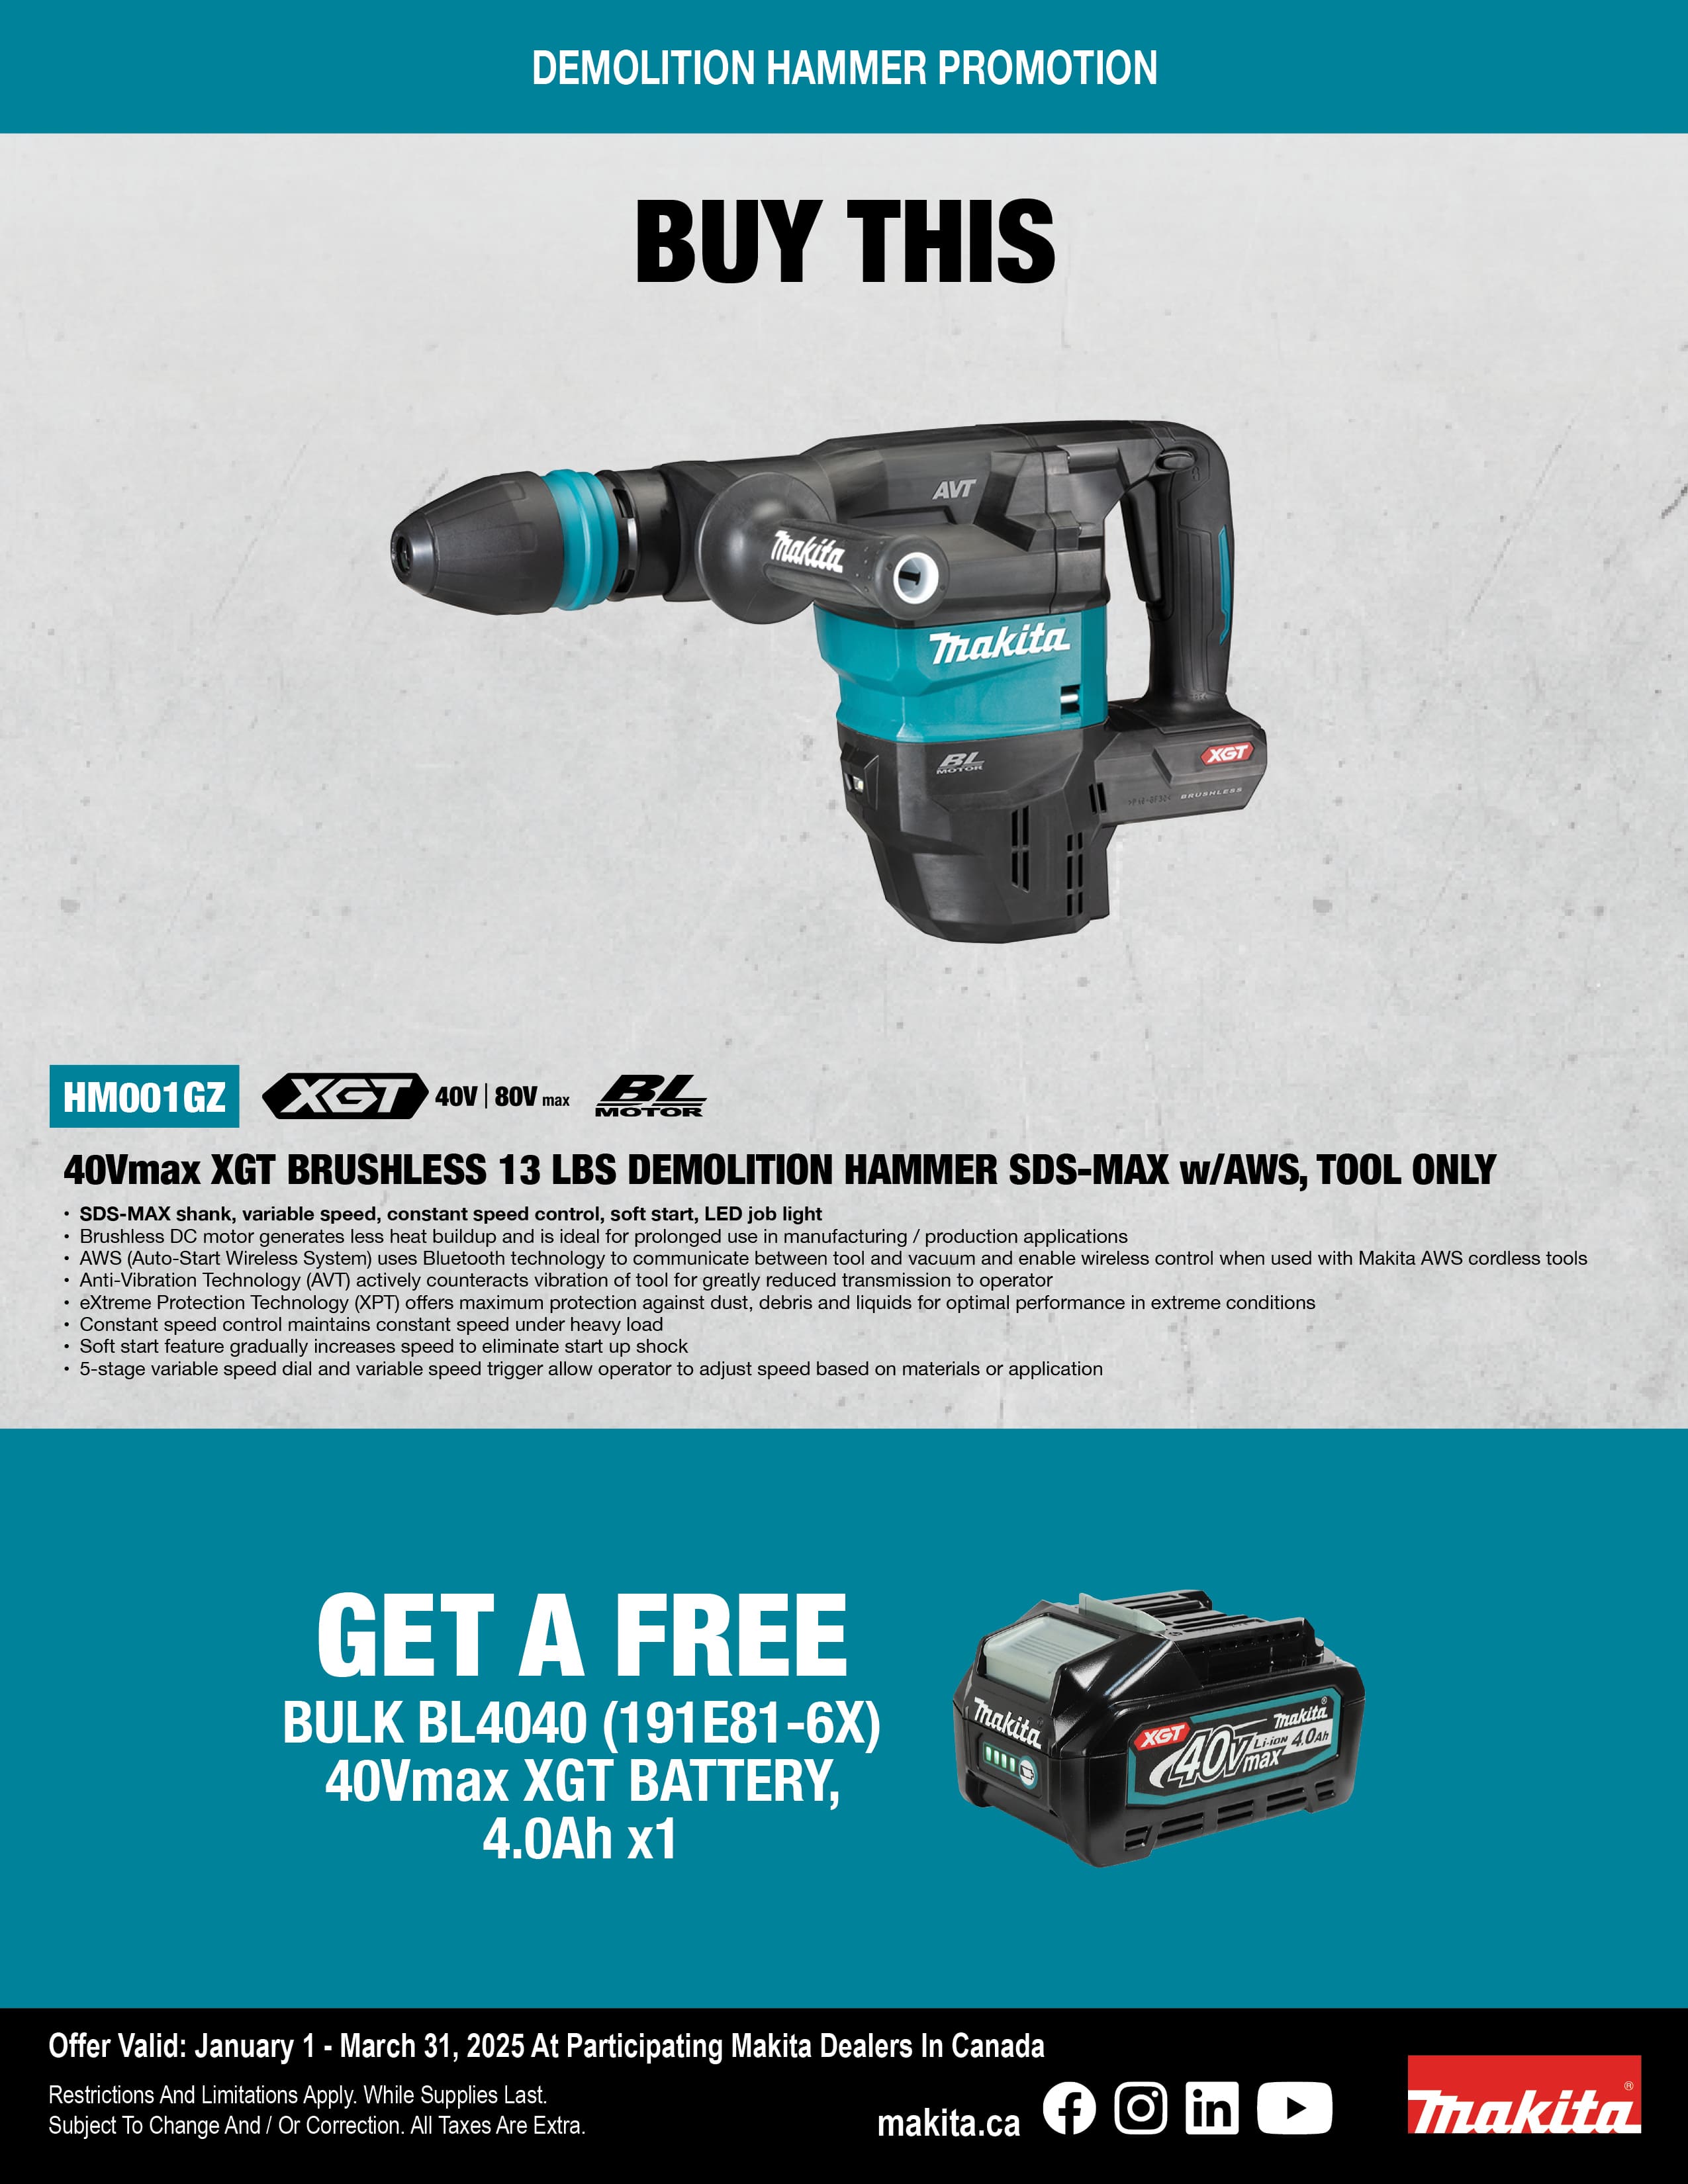 DEMOLITION HAMMER PROMOTION
BUY THIS
AVT
Makita
Makita
BL
MOTOR
XGT
BRUSHLESS
HM001GZ
XGT 40V | 80V max BL MOTOR
40Vmax XGT BRUSHLESS 13 LBS DEMOLITION HAMMER SDS-MAX w/AWS, TOOL ONLY
• SDS-MAX shank, variable speed, constant speed control, soft start, LED job light
• Brushless DC motor generates less heat buildup and is ideal for prolonged use in manufacturing / production applications
• AWS (Auto-Start Wireless System) uses Bluetooth technology to communicate between tool and vacuum and enable wireless control when used with Makita AWS cordless tools
• Anti-Vibration Technology (AVT) actively counteracts vibration of tool for greatly reduced transmission to operator
• eXtreme Protection Technology (XPT) offers maximum protection against dust, debris and liquids for optimal performance in extreme conditions
• Constant speed control maintains constant speed under heavy load
• Soft start feature gradually increases speed to eliminate start up shock
• 5-stage variable speed dial and variable speed trigger allow operator to adjust speed based on materials or application
GET A FREE
BULK BL4040 (191E81-6X)
40Vmax XGT BATTERY,
4.0Ah x1
Makita
XGT Makita®
40Vmax Li-ion 4.0Ah
Offer Valid: January 1 - March 31, 2025 At Participating Makita Dealers In Canada
Restrictions And Limitations Apply. While Supplies Last.
Subject To Change And / Or Correction. All Taxes Are Extra.
makita.ca
in
Makita®